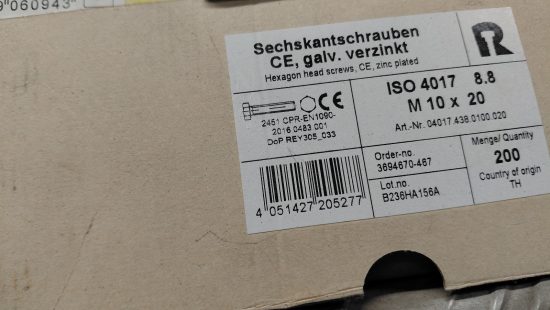 9"060943"
Sechskantschrauben
CE, galv. verzinkt
Hexagon head screws, CE, zinc plated
R
CE
2451 CPR-EN1090-
2016.0483.001
DoP REY305_033
ISO 4017 8.8
M 10 x 20
Art.-Nr. 04017.438.0100.020
4 051427 205277
Order-no.
3694670-467
Lot.no.
B236HA156A
Menge/ Quantity
200
Country of origin
TH